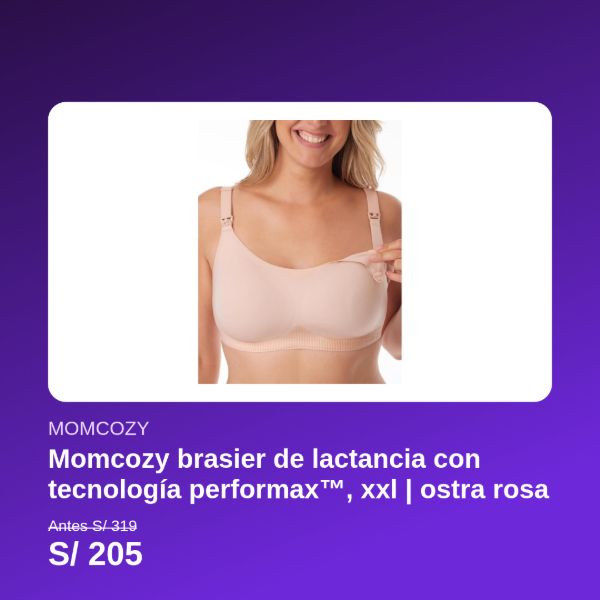 MOMCOZY
Momcozy brasier de lactancia con
tecnología performax™, xxl | ostra rosa
Antes S/ 319
S/ 205